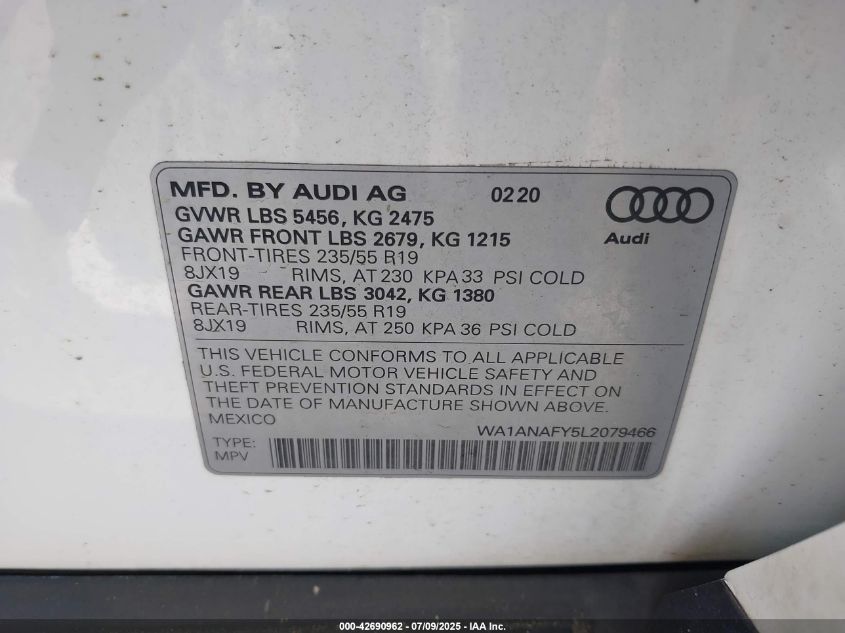 MFD. BY AUDI AG 0220
GVWR LBS 5456, KG 2475
GAWR FRONT LBS 2679, KG 1215
Audi
FRONT-TIRES 235/55 R19
8JX19 RIMS, AT 230 KPA 33 PSI COLD
GAWR REAR LBS 3042, KG 1380
REAR-TIRES 235/55 R19
8JX19 RIMS, AT 250 KPA 36 PSI COLD
THIS VEHICLE CONFORMS TO ALL APPLICABLE
U.S. FEDERAL MOTOR VEHICLE SAFETY AND
THEFT PREVENTION STANDARDS IN EFFECT ON
THE DATE OF MANUFACTURE SHOWN ABOVE.
MEXICO
WA1ANAFY5L2079466
TYPE:
MPV
000-42690962 - 07/09/2025 - IAA Inc.